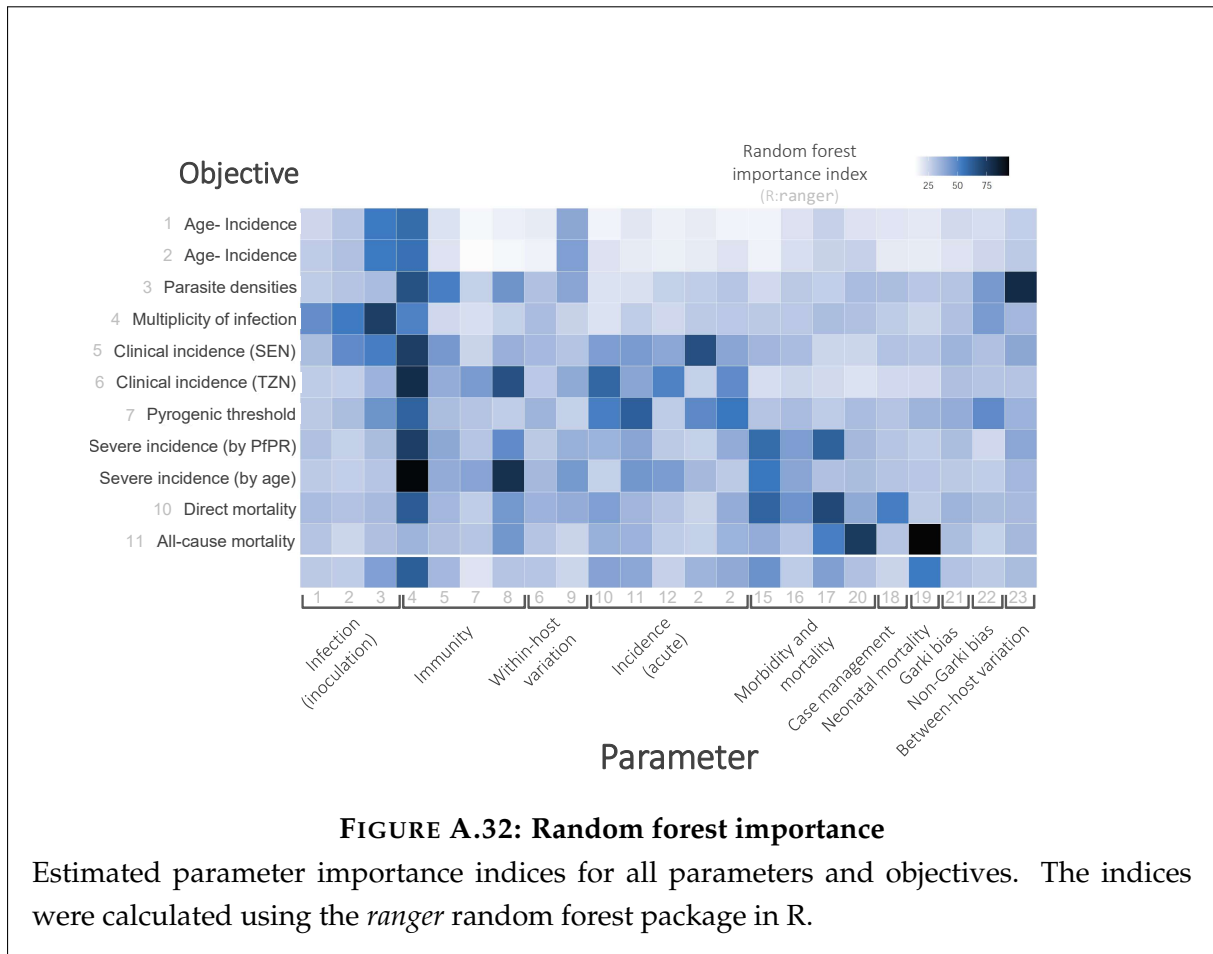 Objective
Random forest
importance index
(R:ranger)
25 50 75
1 Age- Incidence
2 Age- Incidence
3 Parasite densities
4 Multiplicity of infection
5 Clinical incidence (SEN)
6 Clinical incidence (TZN)
7 Pyrogenic threshold
Severe incidence (by PfPR)
Severe incidence (by age)
10 Direct mortality
11 All-cause mortality
1 2 3 4 5 7 8 6 9 10 11 12 2 2 15 16 17 20 18 19 21 22 23
Infection
(inoculation)
Immunity
Within-host
variation
Incidence
(acute)
Morbidity and
mortality
Case management
Neonatal mortality
Garki bias
Non-Garki bias
Between-host variation
Parameter
FIGURE A.32: Random forest importance
Estimated parameter importance indices for all parameters and objectives. The indices
were calculated using the ranger random forest package in R.